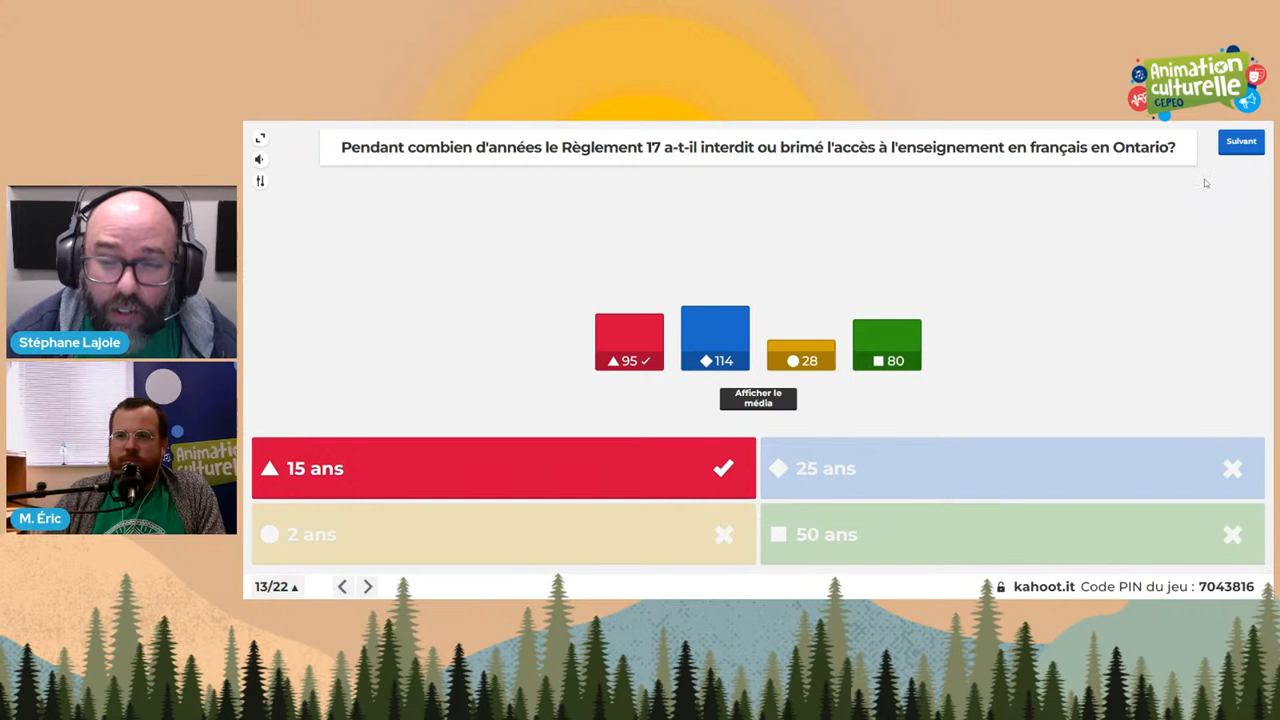 Animation
culturelle
CEPEO
Pendant combien d'années le Règlement 17 a-t-il interdit ou brimé l'accès à l'enseignement en français en Ontario?
Suivant
Stéphane Lajoie
95
114
28
80
Afficher le
média
15 ans
25 ans
Animation
culturelle
M. Éric
2 ans
50 ans
13/22
kahoot.it Code PIN du jeu : 7043816